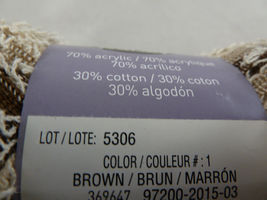 70% acrylic / 70% acrylique
70% acrílico
30% cotton / 30% coton
30% algodón
LOT / LOTE: 5306
COLOR / COULEUR # : 1
BROWN / BRUN / MARRÓN
369647 97200-2015-03